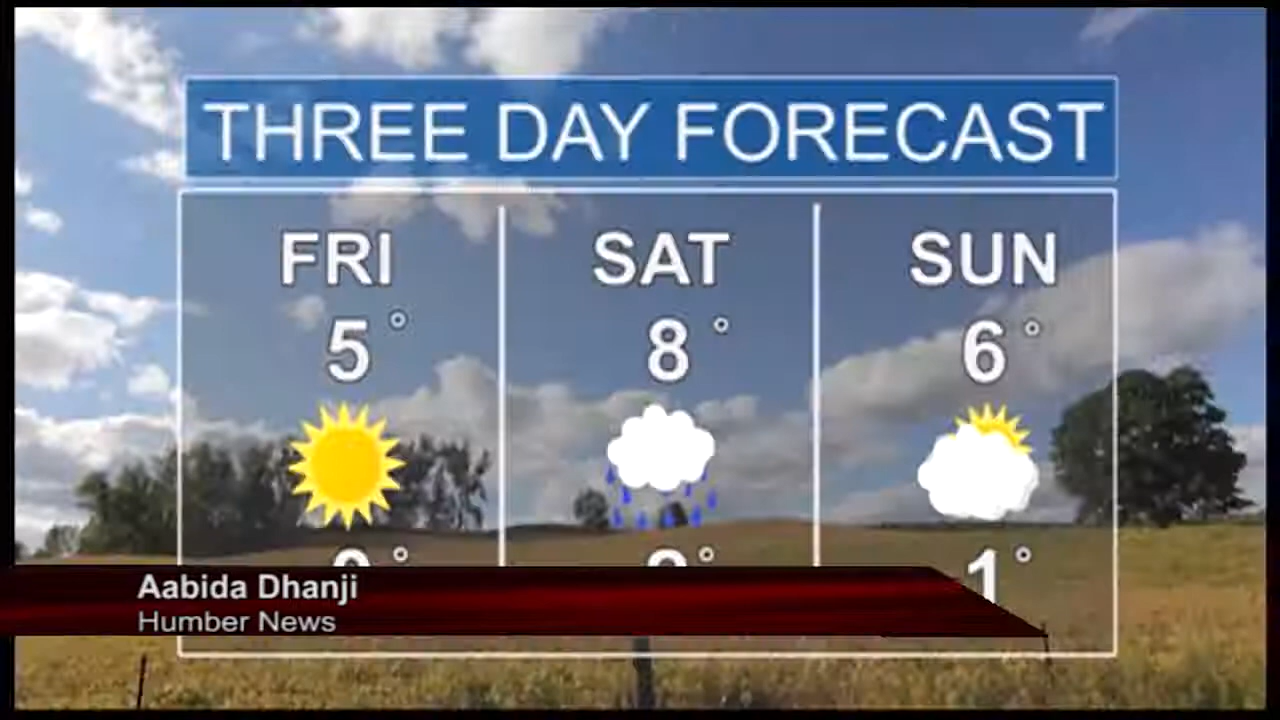 THREE DAY FORECAST
FRI SAT SUN
5° 8° 6°
1°
Aabida Dhanji
Humber News